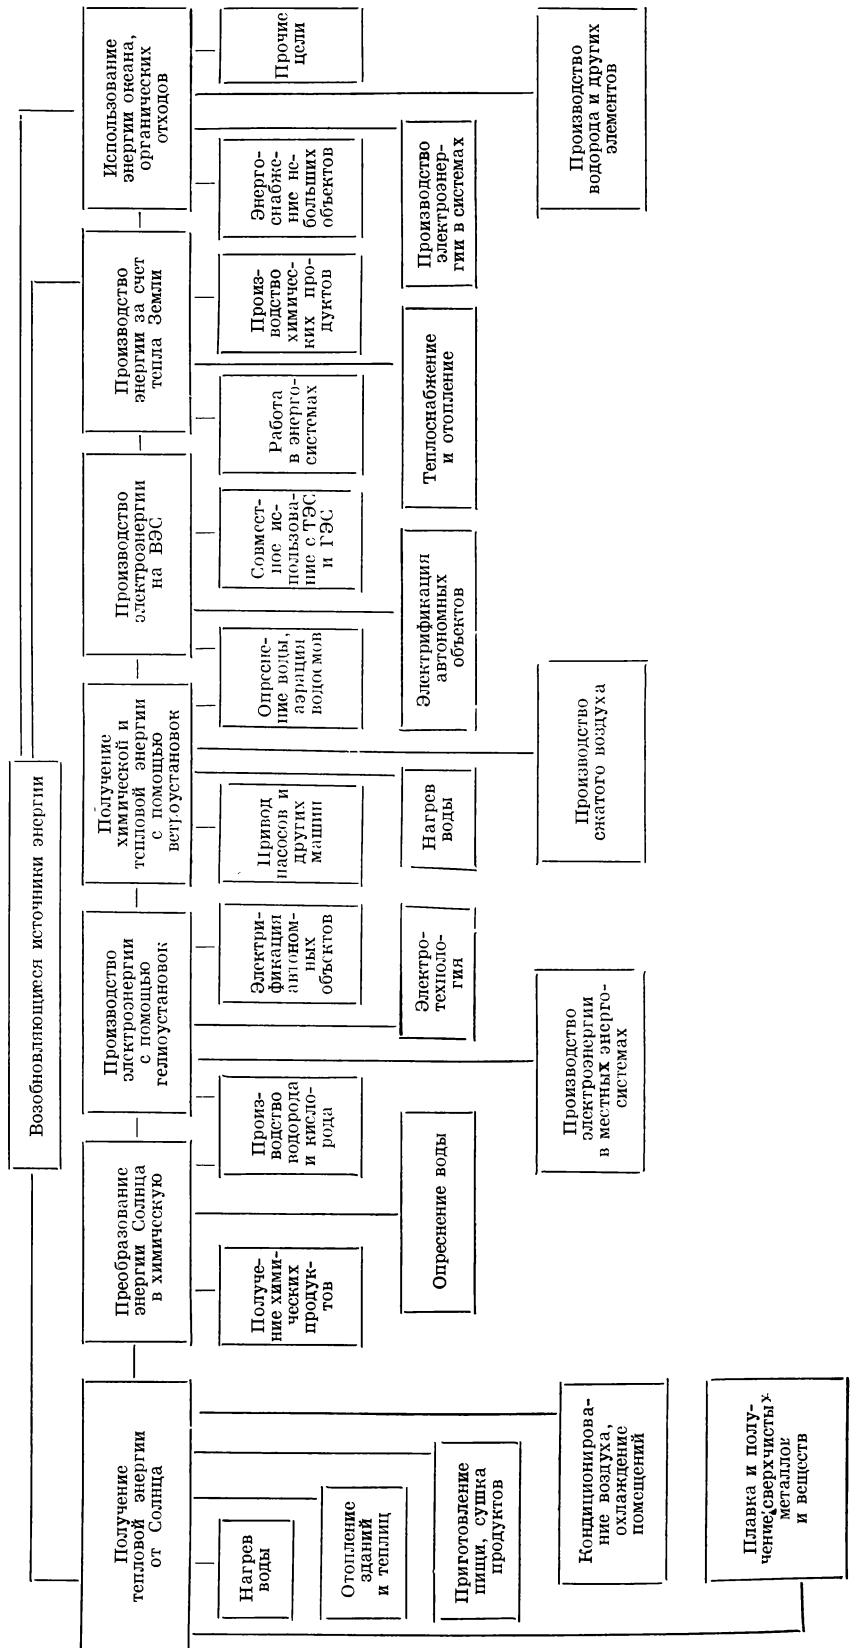 Возобновляющиеся источники энергии
Получение
тепловой энергии
от Солнца
Преобразование
энергии Солнца
в химическую
Производство
электроэнергии
с помощью
гелиоустановок
Получение
химической и
тепловой энергии
с помощью
ветроустановок
Производство
электроэнергии
на ВЭС
Производство
энергии за счет
тепла Земли
Использование
энергии океана,
органических
отходов
Нагрев
воды
Отопление
зданий
и теплиц
Приготовление
пищи, сушка
продуктов
Кондиционирова-
ние воздуха,
охлаждение
помещений
Плавка и полу-
чение сверхчистых
металлов
и веществ
Получе-
ние хими-
ческих
продук-
тов
Произ-
водство
водорода
и кисло-
рода
Опреснение воды
Электри-
фикация
автоном-
ных
объектов
Электро-
техноло-
гия
Производство
электроэнергии
в местных энерго-
системах
Привод
насосов и
других
машин
Опресне-
ние воды,
аэрация
водоемов
Нагрев
воды
Производство
сжатого воздуха
Совмест-
ное ис-
пользова-
ние с ТЭС
и ГЭС
Работа
в энерго-
системах
Электрификация
автономных
объектов
Произ-
водство
химичес-
ких про-
дуктов
Теплоснабжение
и отопление
Энерго-
снабже-
ние не-
больших
объектов
Прочие
цели
Производство
электроэнер-
гии в системах
Производство
водорода и других
элементов